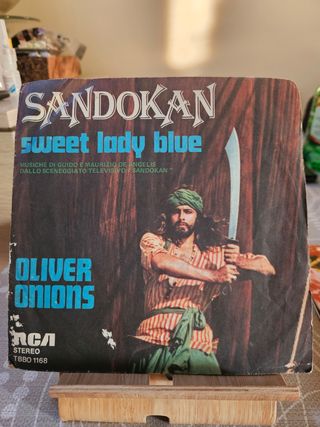 SANDOKAN
sweet lady blue
MUSICHE DI GUIDO E MAURIZIO DE ANGELIS
DALLO SCENEGGIATO TELEVISIVO "SANDOKAN"
OLIVER
ONIONS
RCA
STEREO
TBBO 1168